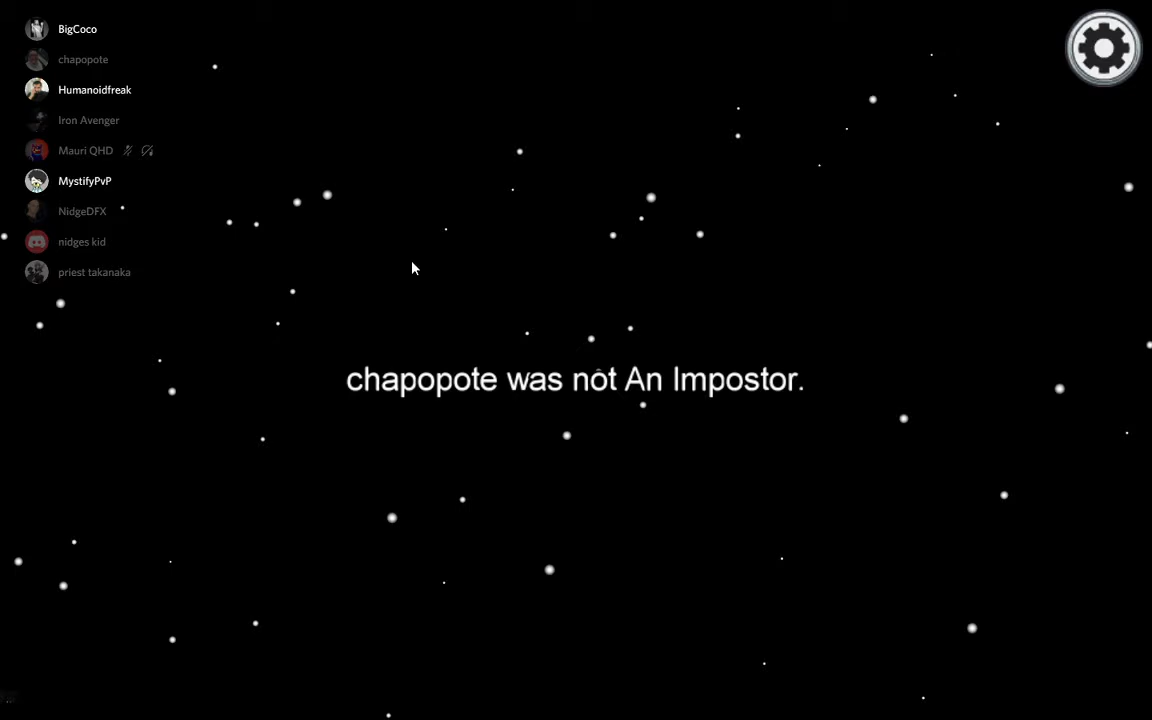 BigCoco
chapopote
Humanoidfreak
Iron Avenger
Mauri QHD
MystifyPvP
NidgeDFX
nidges kid
priest takanaka
chapopote was not An Impostor.